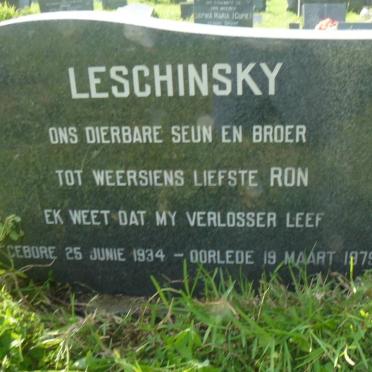 LESCHINSKY
ONS DIERBARE SEUN EN BROER
TOT WEERSIENS LIEFSTE RON
EK WEET DAT MY VERLOSSER LEEF
GEBORE 25 JUNIE 1934 - OORLEDE 19 MAART 1979